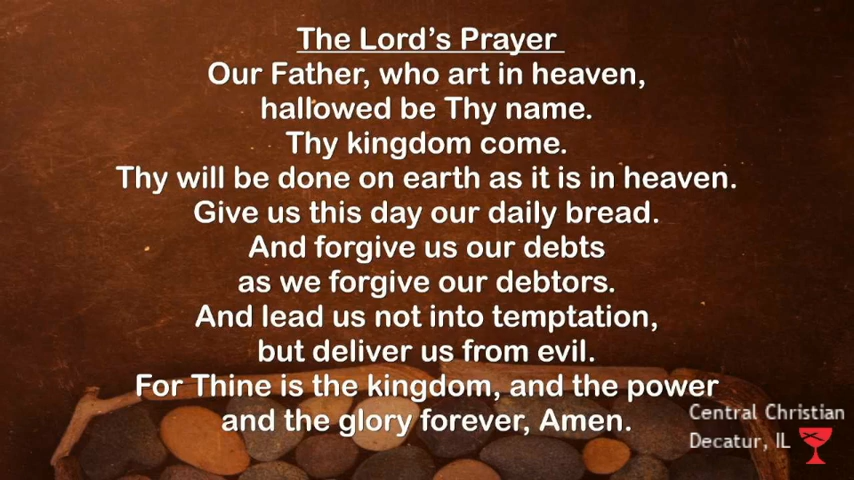 The Lord's Prayer
Our Father, who art in heaven,
hallowed be Thy name.
Thy kingdom come.
Thy will be done on earth as it is in heaven.
Give us this day our daily bread.
And forgive us our debts
as we forgive our debtors.
And lead us not into temptation,
but deliver us from evil.
For Thine is the kingdom, and the power
and the glory forever, Amen.
Central Christian
Decatur, IL